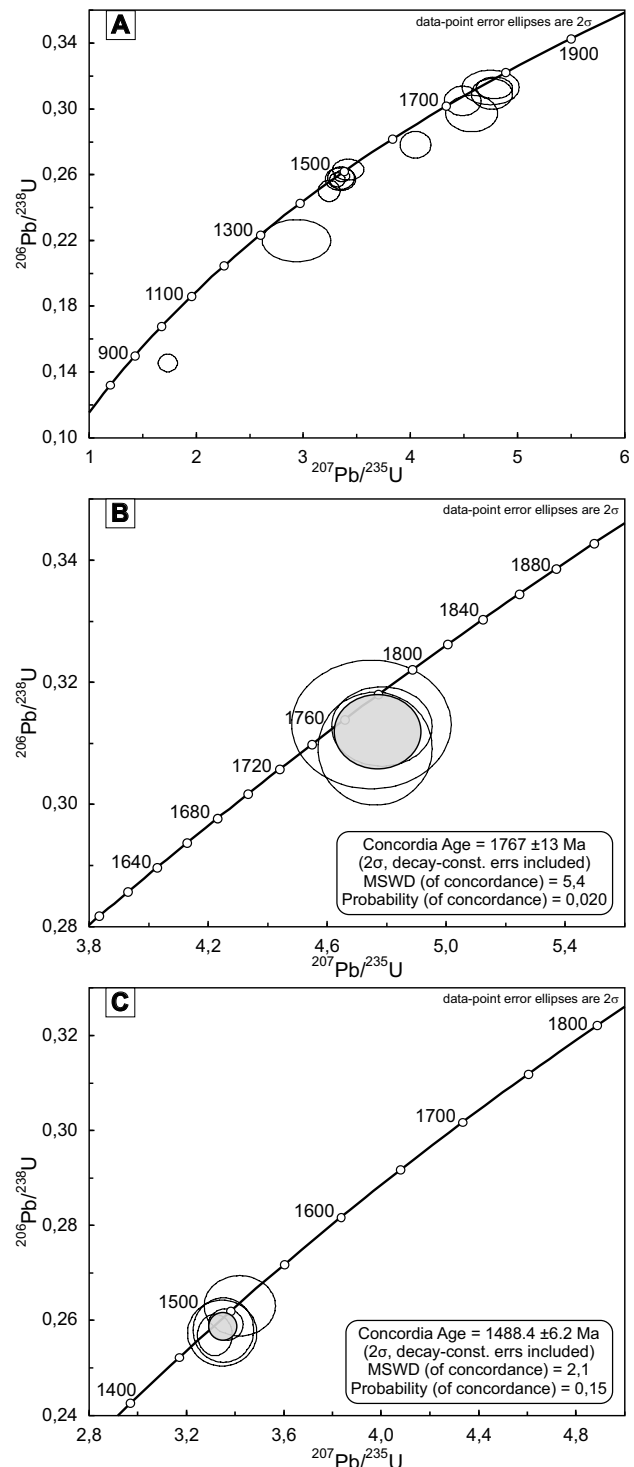 A
data-point error ellipses are 2σ
0,34
1900
1700
0,30
0,26
1500
206Pb/238U
0,22
1300
0,18
1100
900
0,14
0,10
1 2 3 4 5 6
207Pb/235U
B
data-point error ellipses are 2σ
0,34
1880
1840
1800
0,32
1760
206Pb/238U
1720
0,30
1680
1640
0,28
Concordia Age = 1767 ±13 Ma
(2σ, decay-const. errs included)
MSWD (of concordance) = 5,4
Probability (of concordance) = 0,020
3,8 4,2 4,6 5,0 5,4
207Pb/235U
C
data-point error ellipses are 2σ
1800
0,32
1700
0,30
206Pb/238U
0,28
1600
1500
0,26
1400
0,24
Concordia Age = 1488.4 ±6.2 Ma
(2σ, decay-const. errs included)
MSWD (of concordance) = 2,1
Probability (of concordance) = 0,15
2,8 3,2 3,6 4,0 4,4 4,8
207Pb/235U